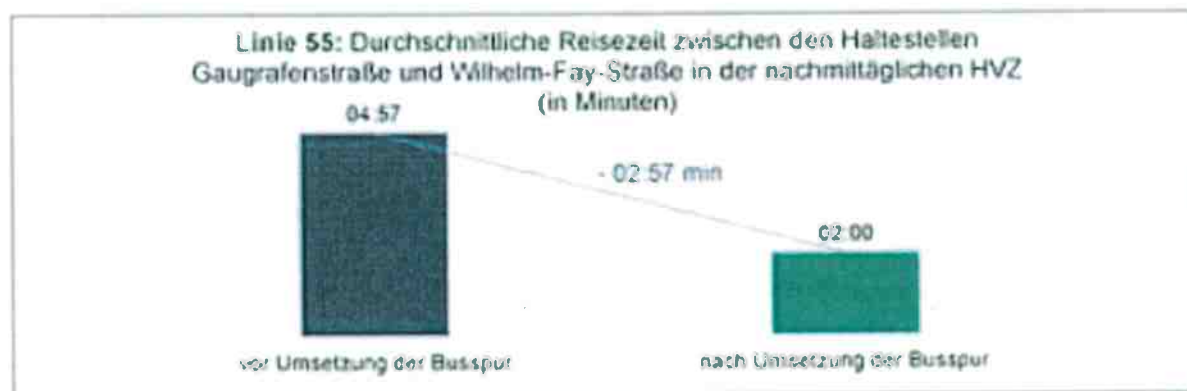 Linie 55: Durchschnittliche Reisezeit zwischen den Haltestellen
Gaugrafenstraße und Wilhelm-Fay-Straße in der nachmittäglichen HVZ
(in Minuten)
04:57
- 02:57 min
02:00
vor Umsetzung der Busspur
nach Umsetzung der Busspur